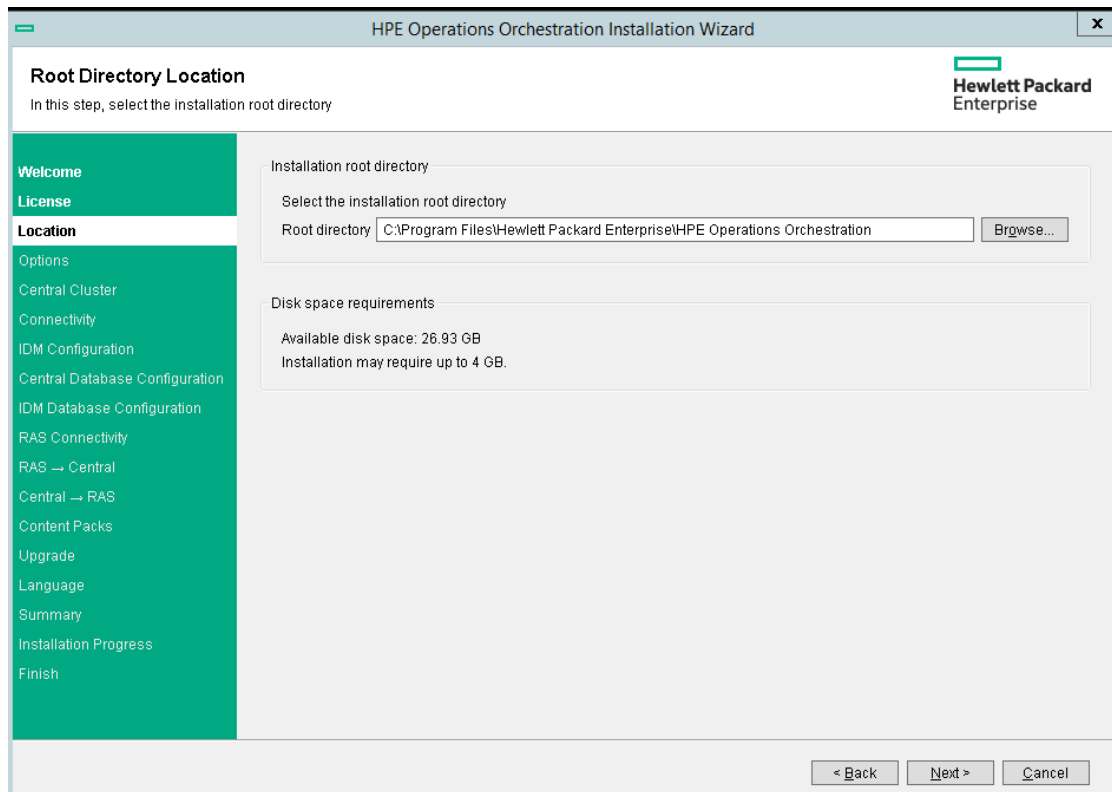 HPE Operations Orchestration Installation Wizard
x
Root Directory Location
In this step, select the installation root directory
Hewlett Packard
Enterprise
Welcome
License
Location
Options
Central Cluster
Connectivity
IDM Configuration
Central Database Configuration
IDM Database Configuration
RAS Connectivity
RAS → Central
Central → RAS
Content Packs
Upgrade
Language
Summary
Installation Progress
Finish
Installation root directory
Select the installation root directory
Root directory C:\Program Files\Hewlett Packard Enterprise\HPE Operations Orchestration Browse...
Disk space requirements
Available disk space: 26.93 GB
Installation may require up to 4 GB.
< Back Next > Cancel